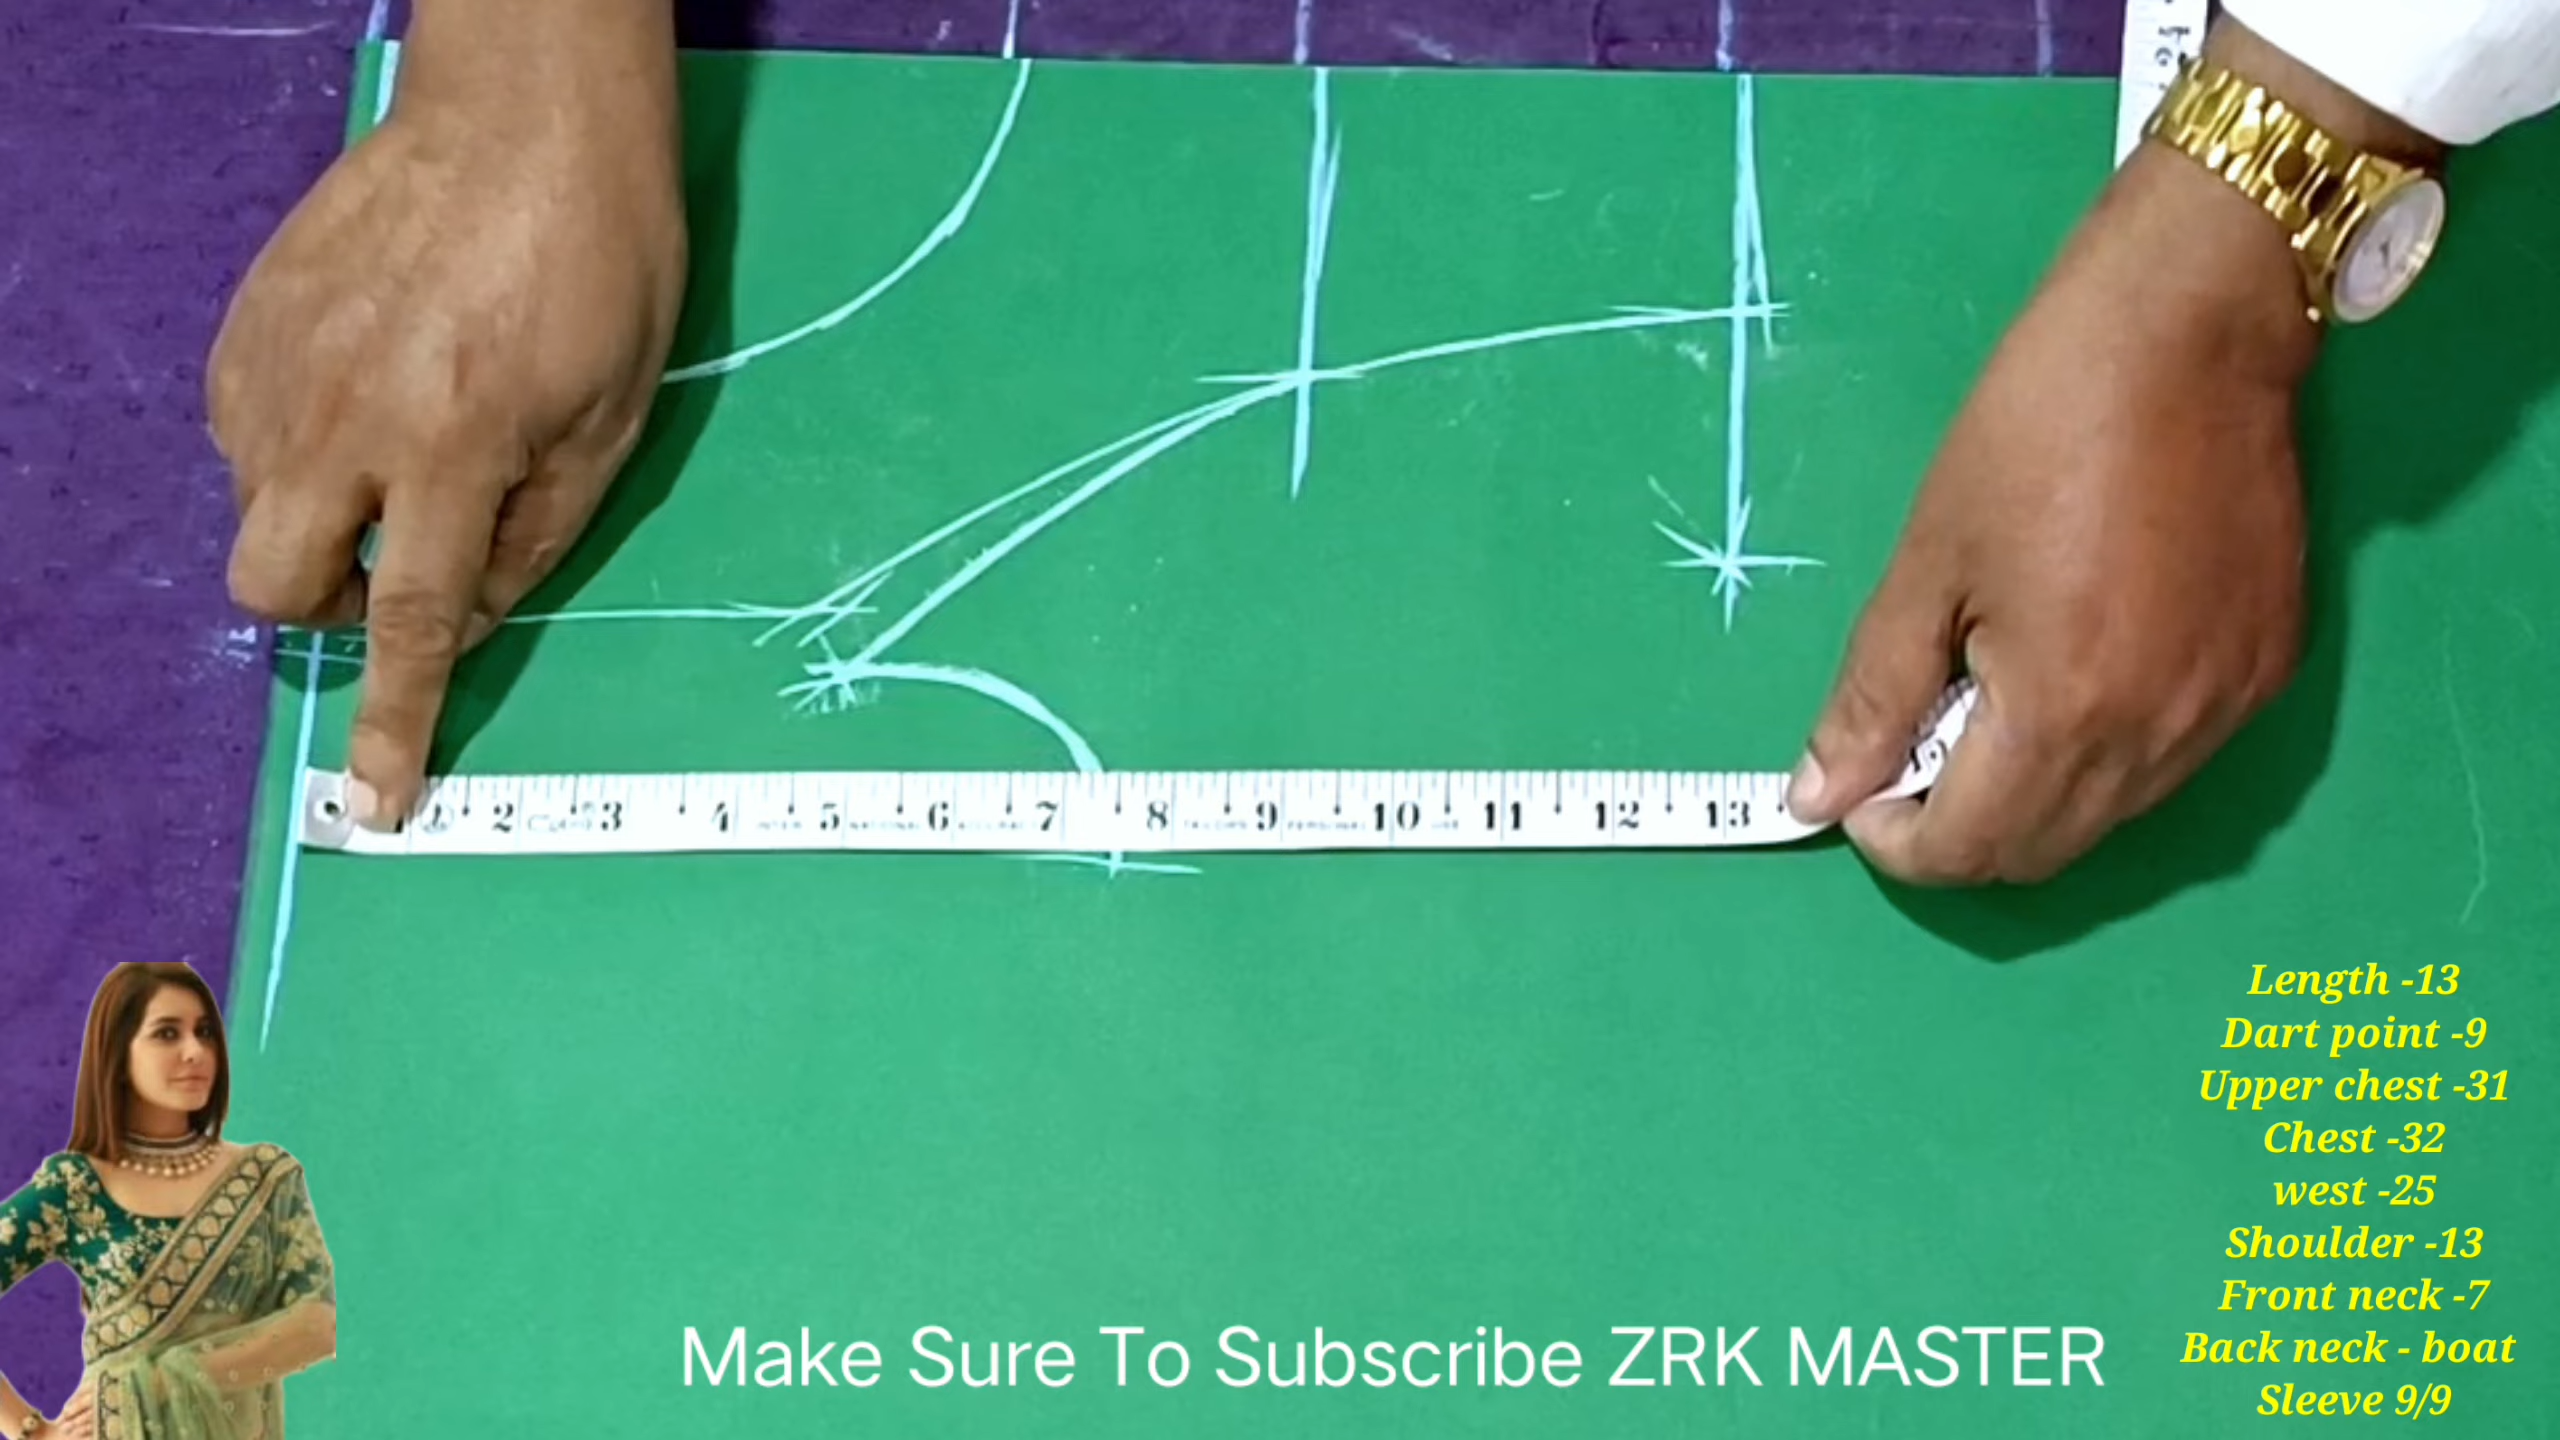 1 2 3 4 5 6 7 8 9 10 11 12 13
Length -13
Dart point -9
Upper chest -31
Chest -32
west -25
Shoulder -13
Front neck -7
Back neck - boat
Sleeve 9/9
Make Sure To Subscribe ZRK MASTER